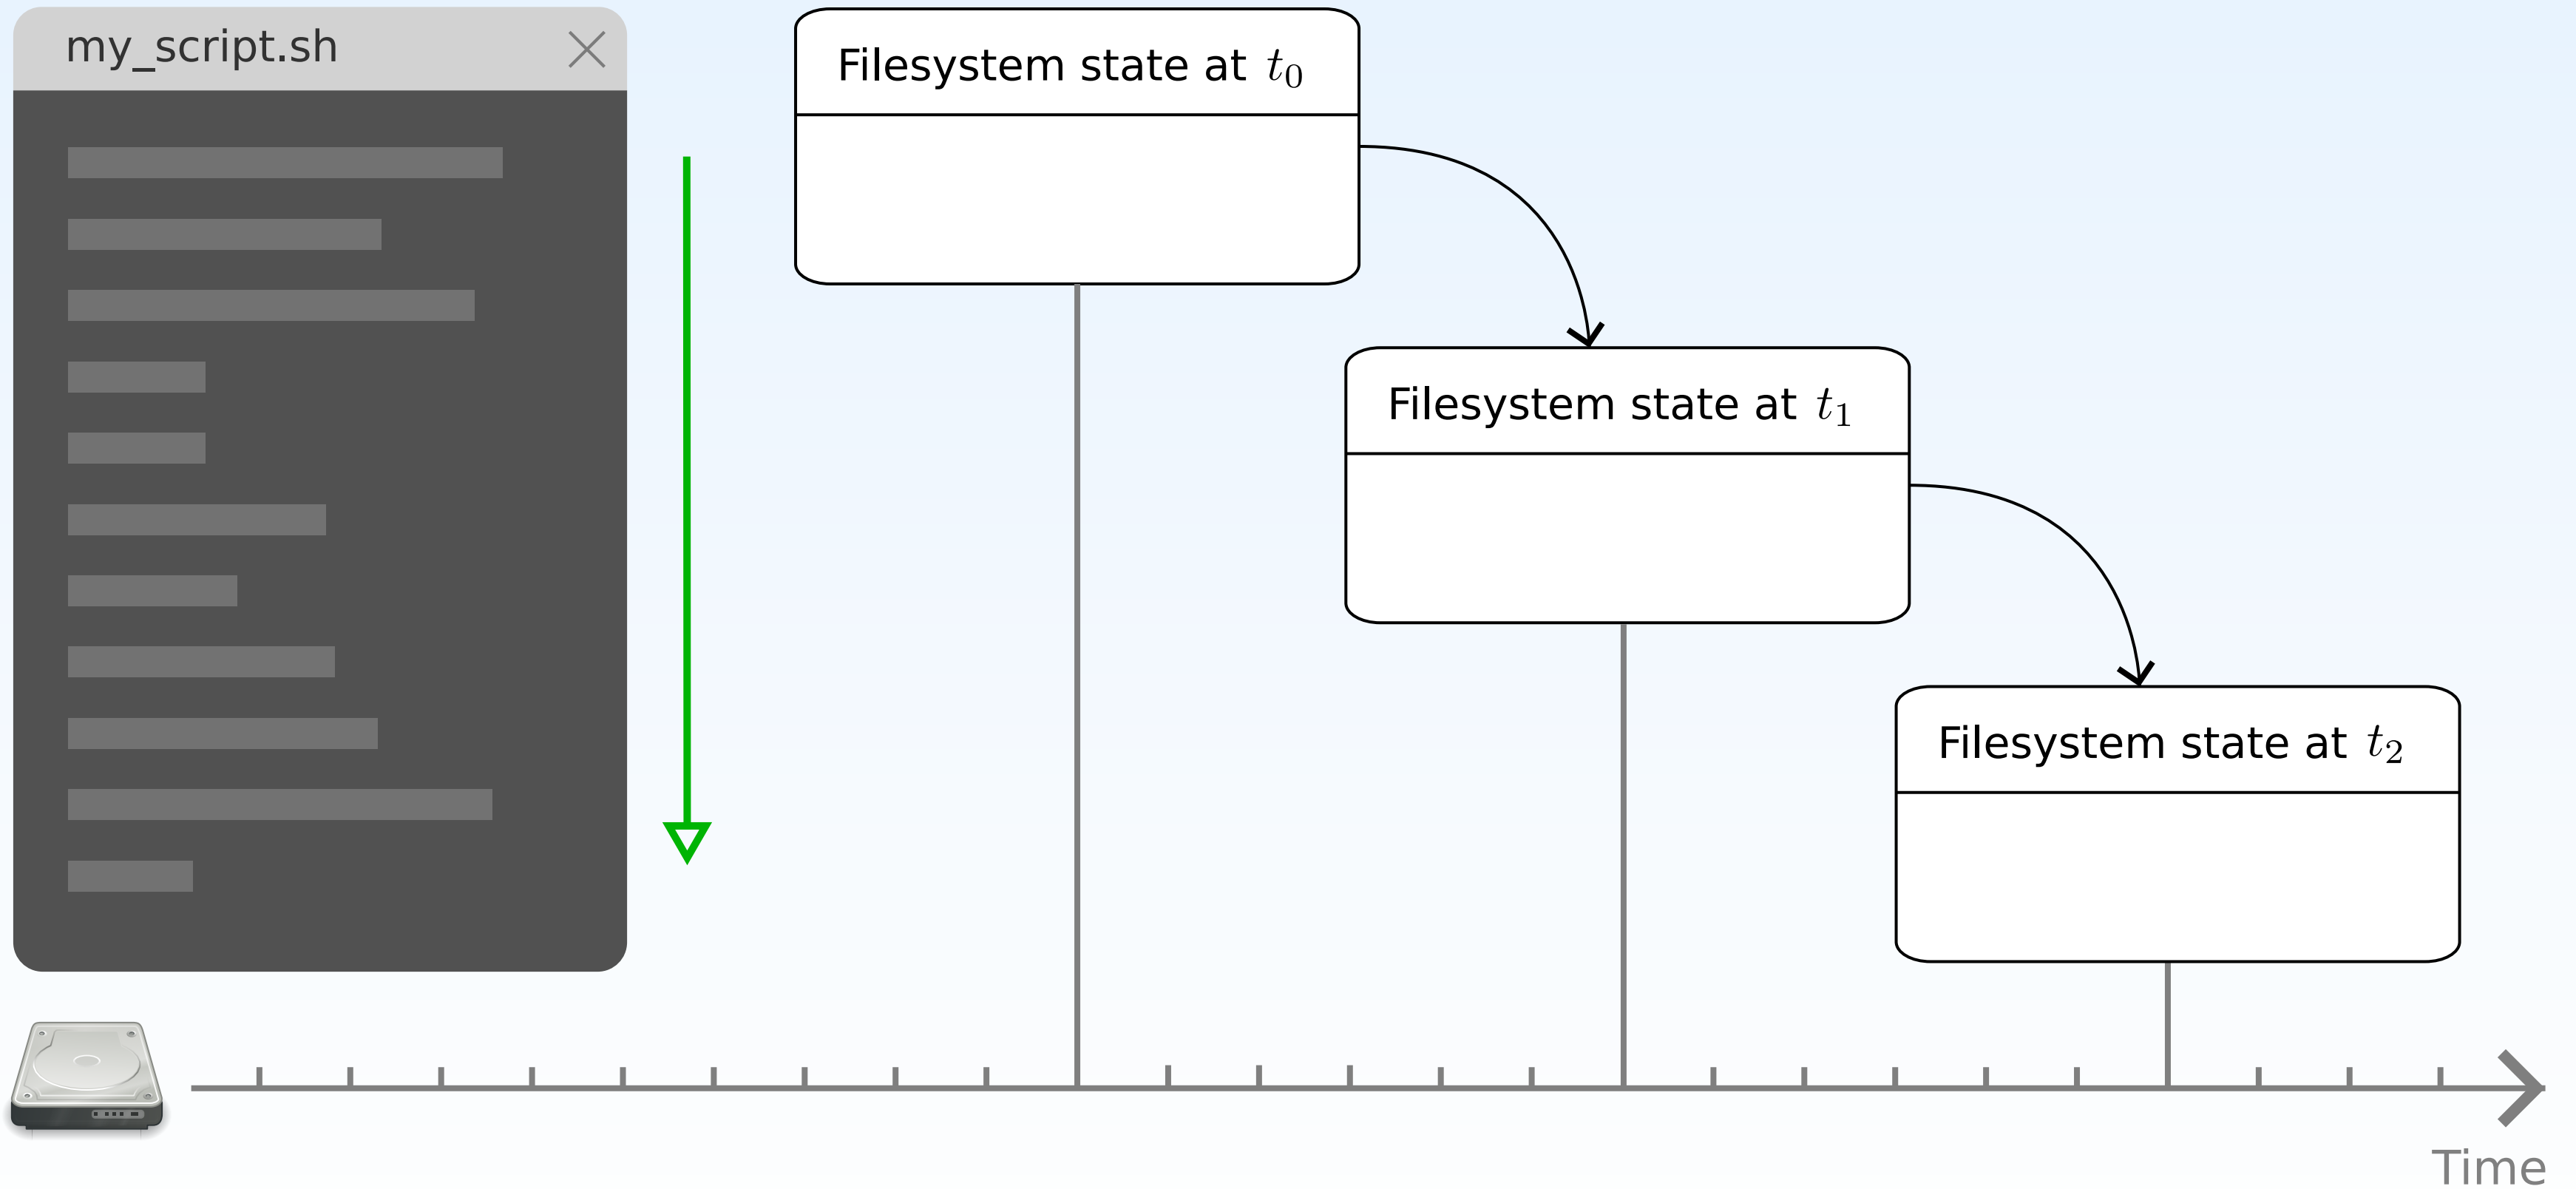 my_script.sh
Filesystem state at t₀
Filesystem state at t₁
Filesystem state at t₂
Time